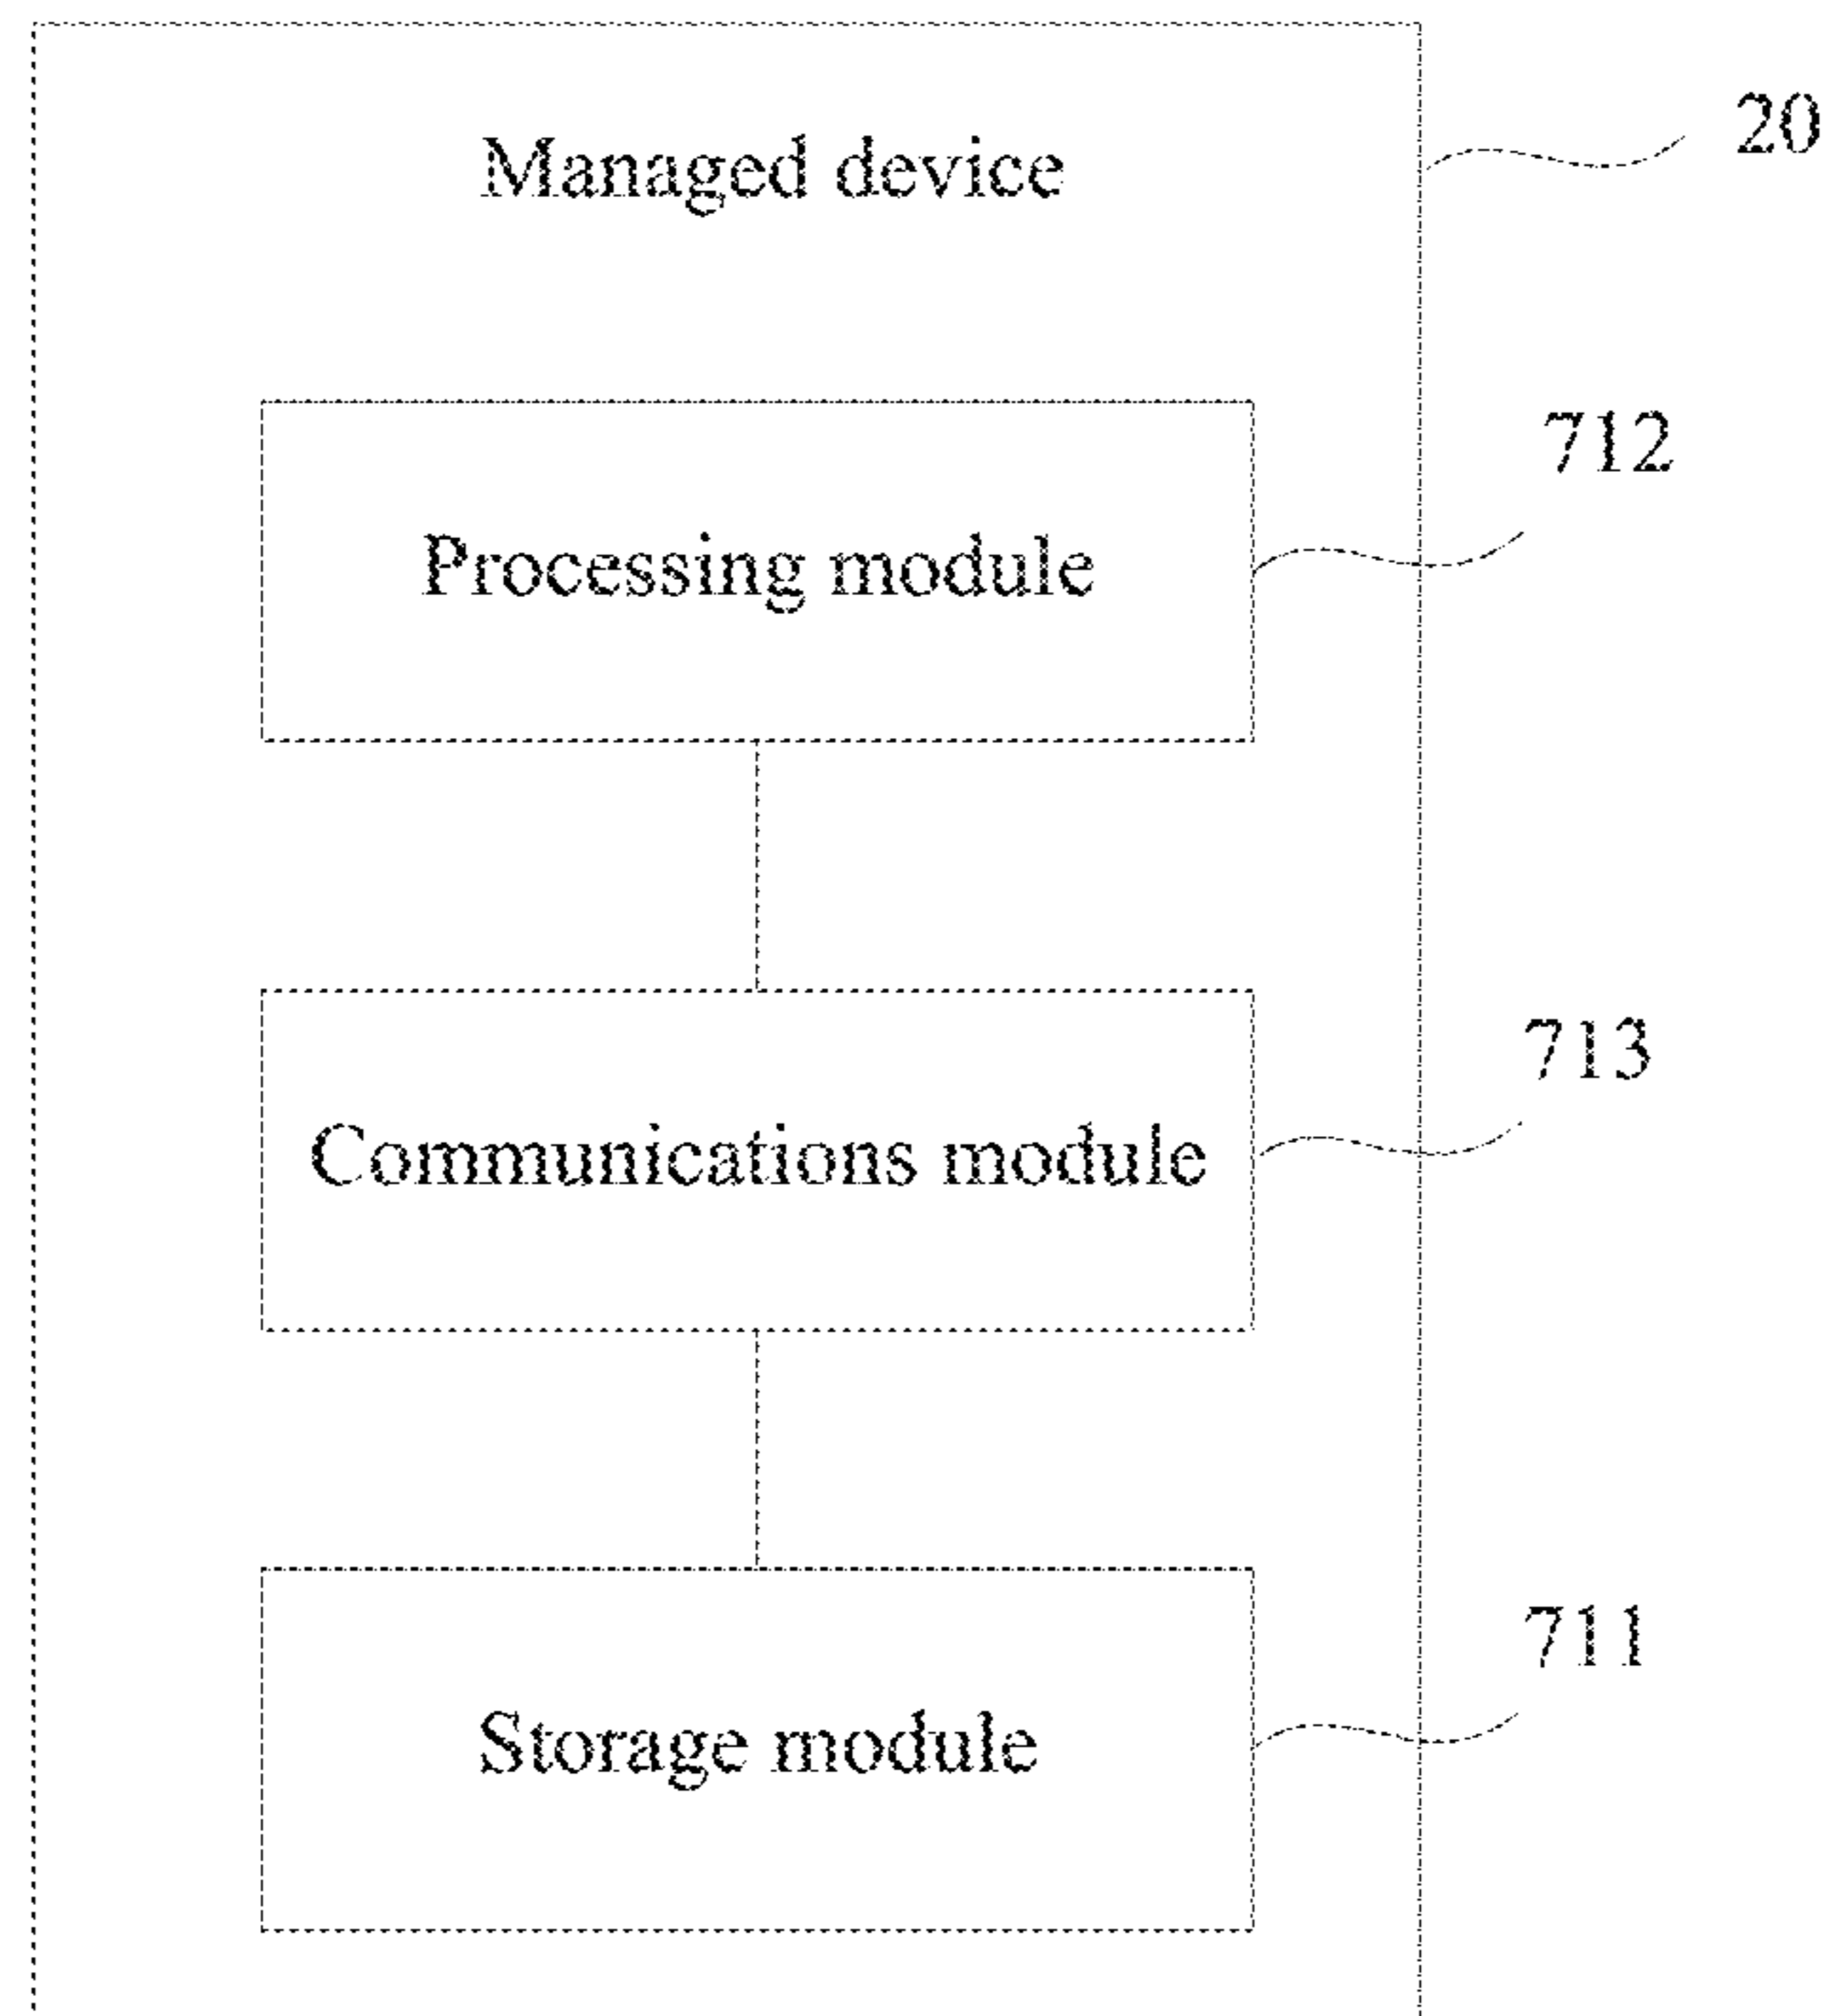 Managed device
20
712
Processing module
713
Communications module
711
Storage module